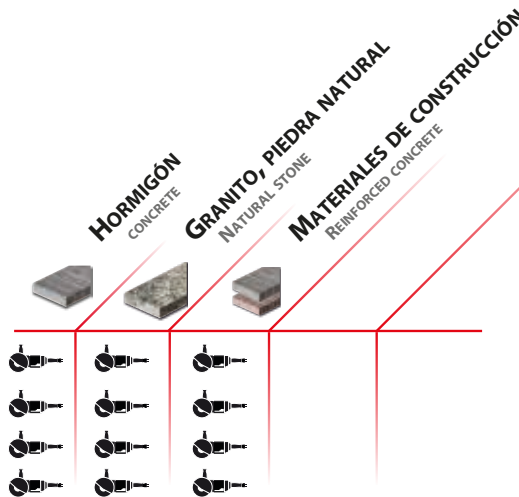 HORMIGÓN
CONCRETE
GRANITO, PIEDRA NATURAL
NATURAL STONE
MATERIALES DE CONSTRUCCIÓN
REINFORCED CONCRETE